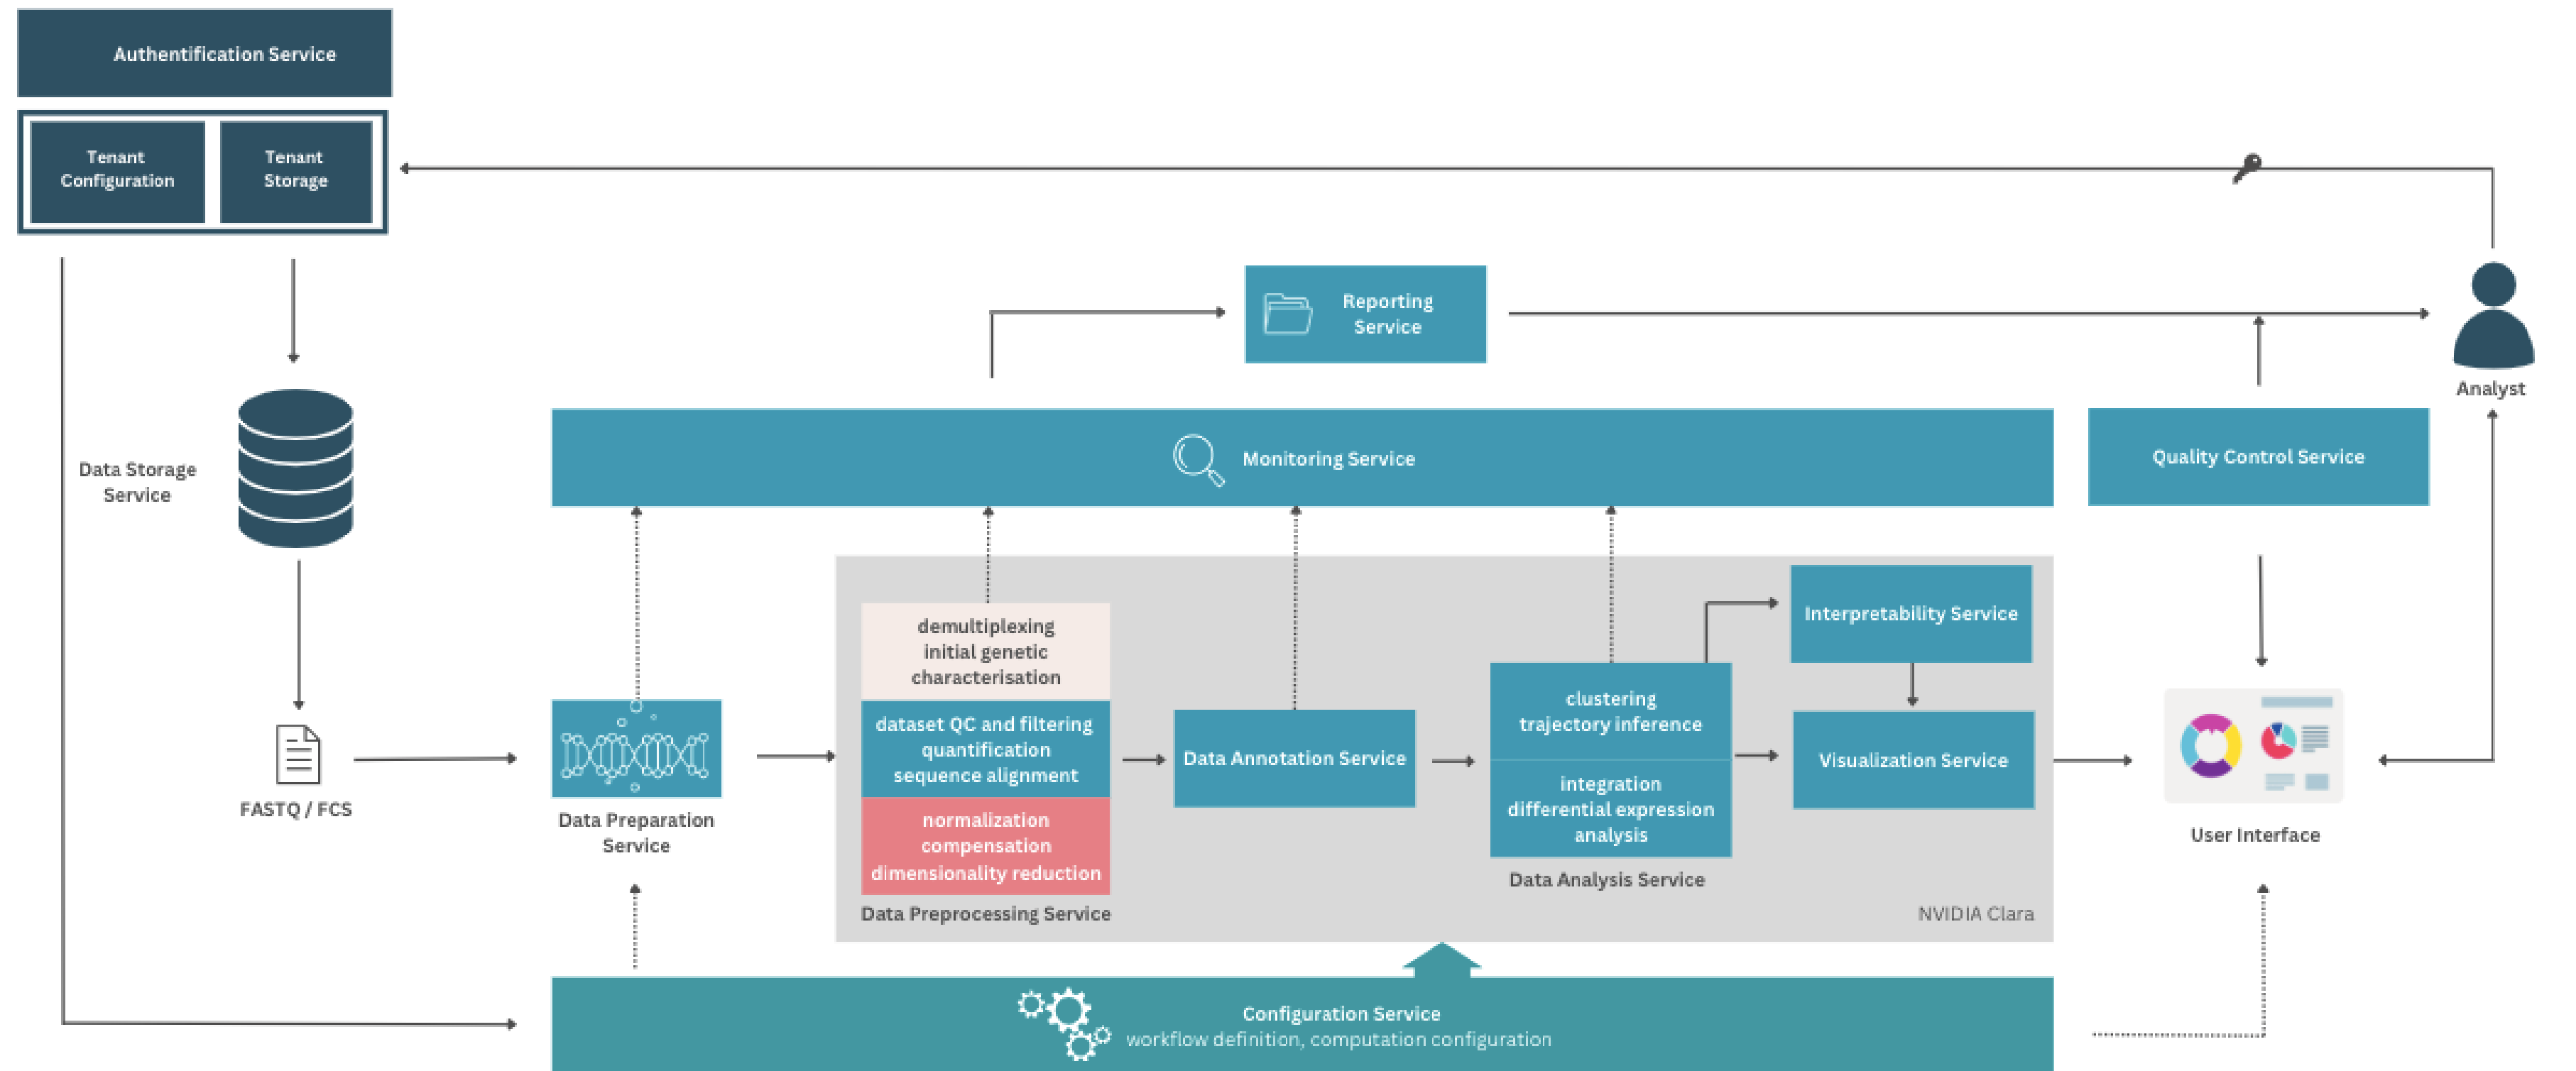 Authentification Service
Tenant
Configuration
Tenant
Storage
Reporting
Service
Analyst
Data Storage
Service
Monitoring Service
Quality Control Service
demultiplexing
initial genetic
characterisation
dataset QC and filtering
quantification
sequence alignment
normalization
compensation
dimensionality reduction
Data Preprocessing Service
FASTQ / FCS
Data Preparation
Service
Data Annotation Service
clustering
trajectory inference
integration
differential expression
analysis
Data Analysis Service
Interpretability Service
Visualization Service
NVIDIA Clara
User Interface
Configuration Service
workflow definition, computation configuration